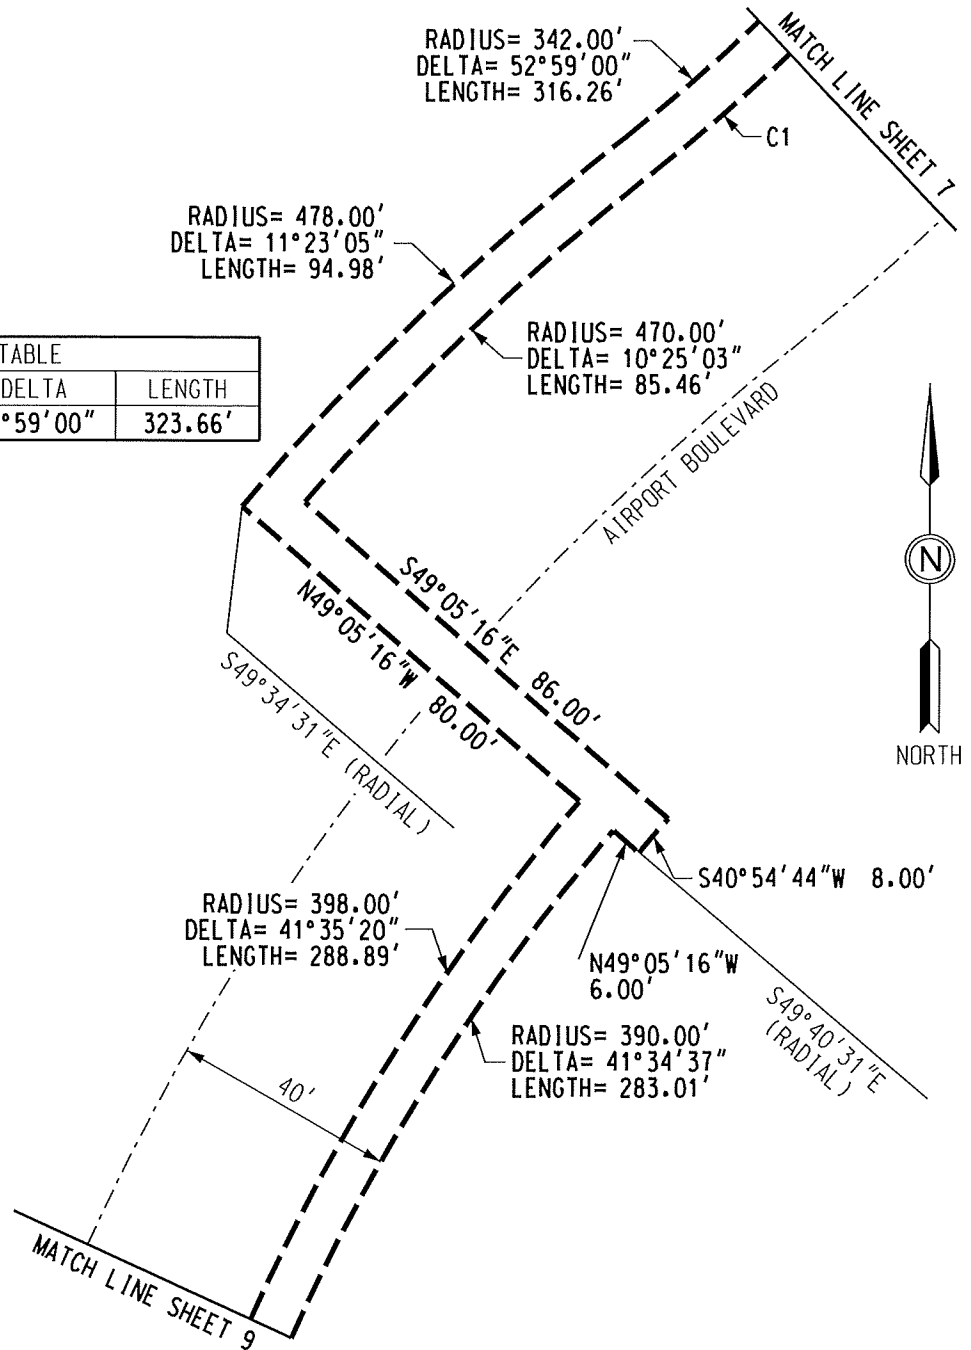 RADIUS= 342.00'
DELTA= 52°59'00"
LENGTH= 316.26'
MATCH LINE SHEET 7
C1
RADIUS= 478.00'
DELTA= 11°23'05"
LENGTH= 94.98'
RADIUS= 470.00'
DELTA= 10°25'03"
LENGTH= 85.46'
TABLE
DELTA LENGTH
°59'00" 323.66'
AIRPORT BOULEVARD
N
NORTH
S49°05'16"E 86.00'
N49°05'16"W 80.00'
S49°34'31"E (RADIAL)
S40°54'44"W 8.00'
RADIUS= 398.00'
DELTA= 41°35'20"
LENGTH= 288.89'
N49°05'16"W
6.00'
S49°40'31"E
(RADIAL)
RADIUS= 390.00'
DELTA= 41°34'37"
LENGTH= 283.01'
40'
MATCH LINE SHEET 9